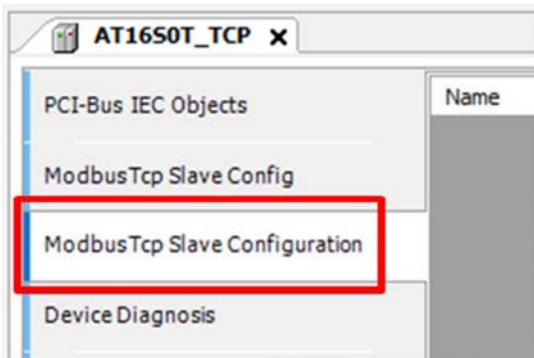 AT16S0T_TCP
PCI-Bus IEC Objects
Name
ModbusTcp Slave Config
ModbusTcp Slave Configuration
Device Diagnosis